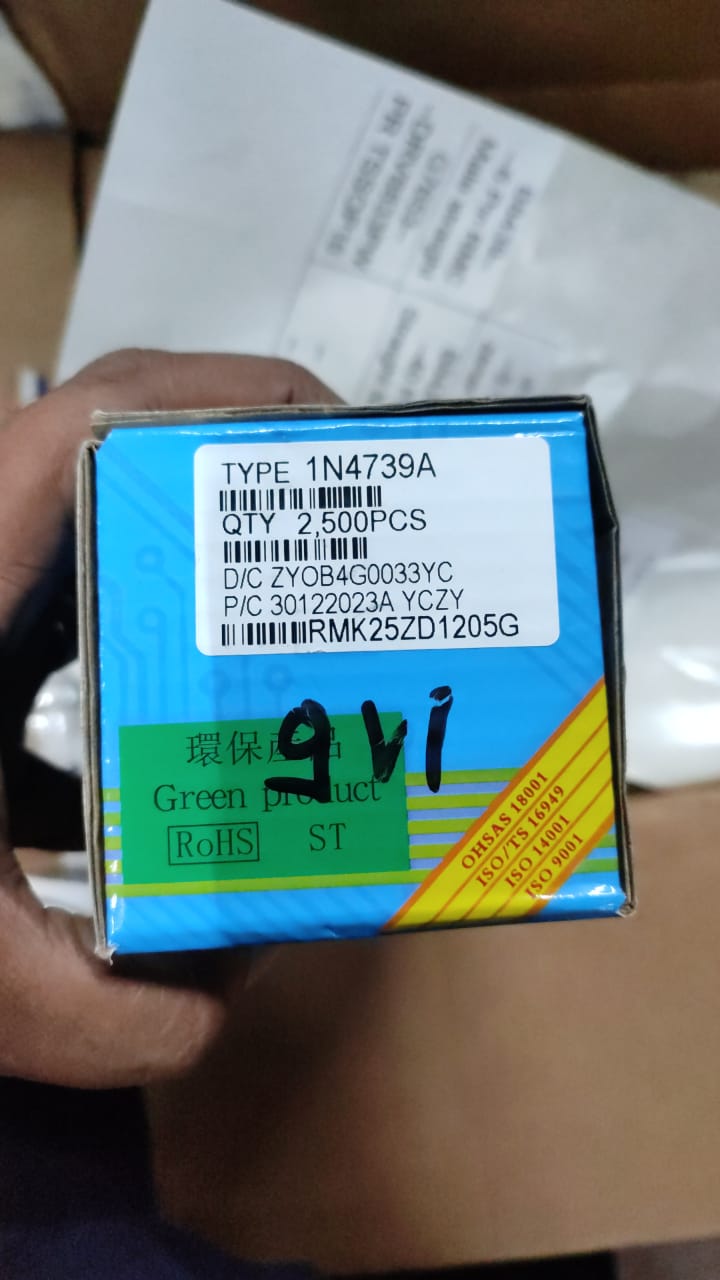 TYPE 1N4739A
QTY 2,500PCS
D/C ZYOB4G0033YC
P/C 30122023A YCZY
RMK25ZD1205G
9V1
環保產品
Green product
RoHS ST
OHSAS 18001
ISO/TS 16949
ISO 14001
ISO 9001